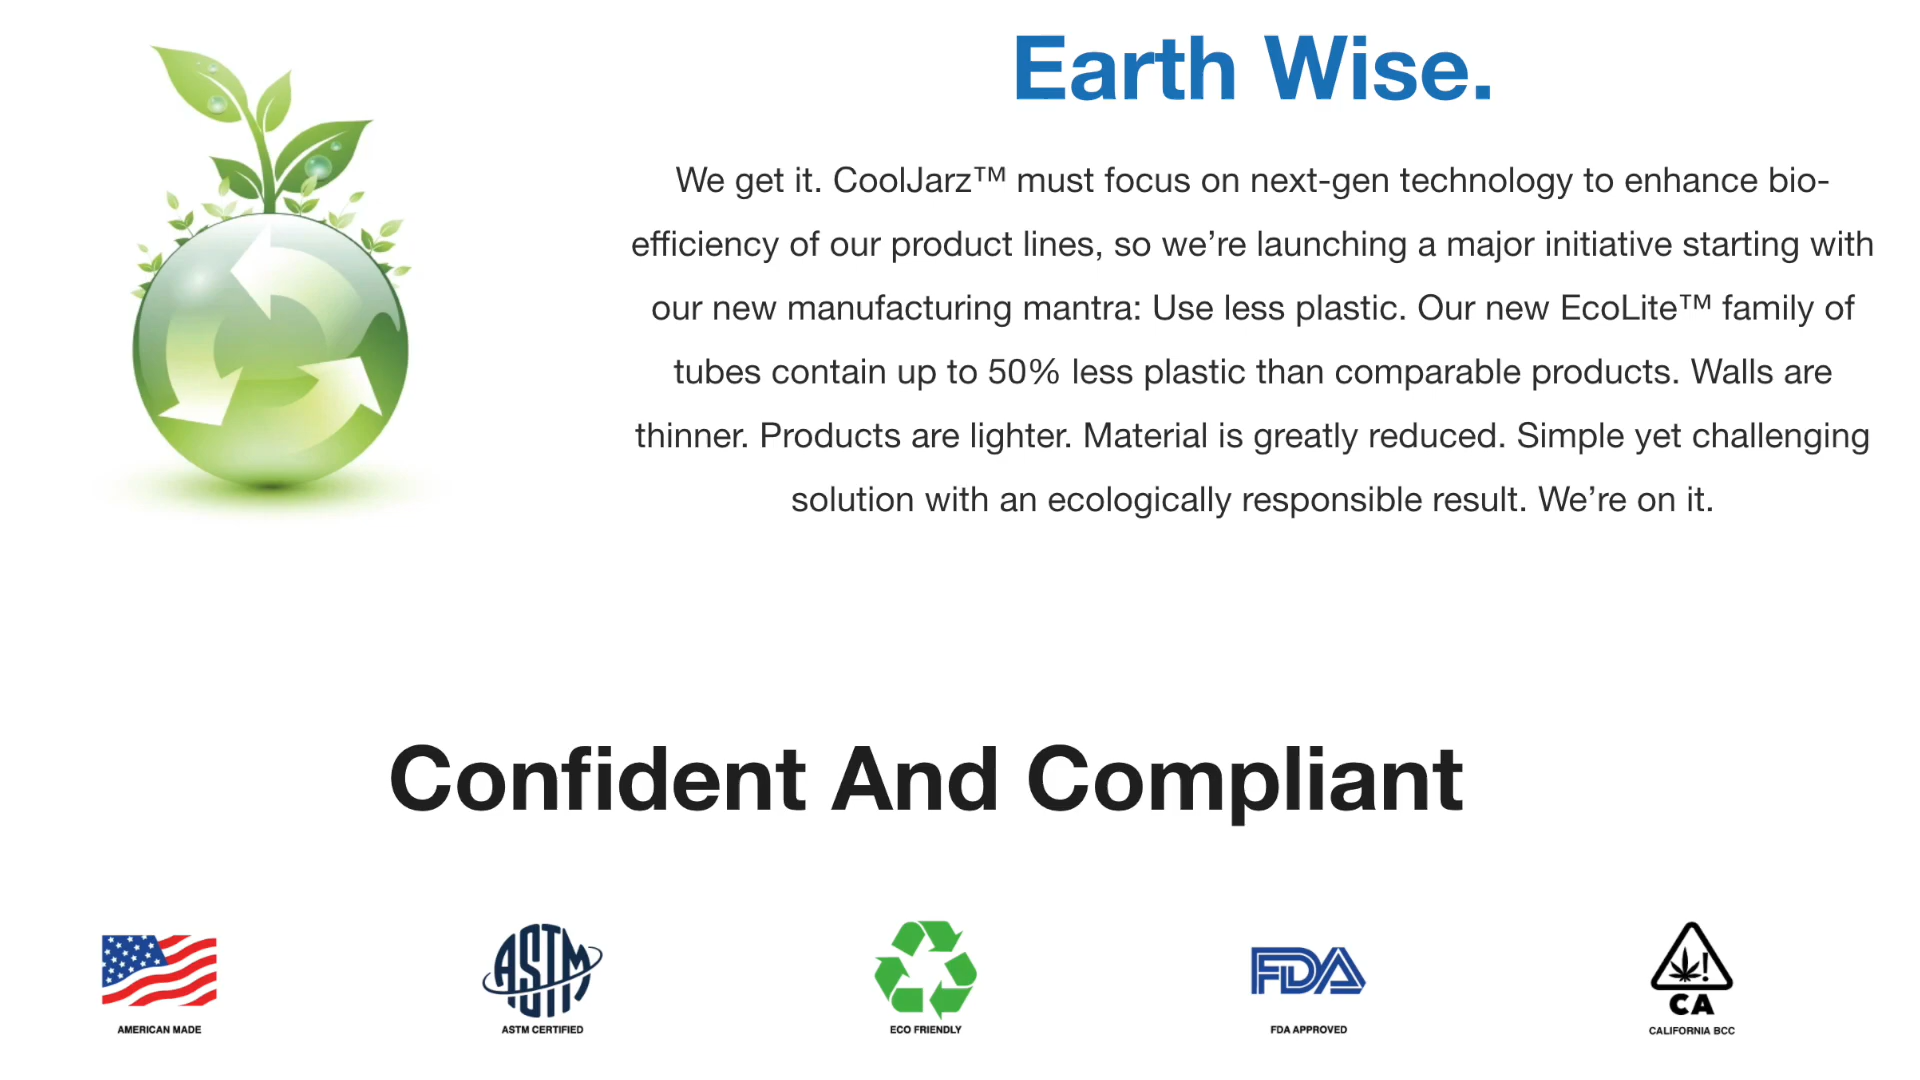 Earth Wise.
We get it. CoolJarz™ must focus on next-gen technology to enhance bio-
efficiency of our product lines, so we’re launching a major initiative starting with
our new manufacturing mantra: Use less plastic. Our new EcoLite™ family of
tubes contain up to 50% less plastic than comparable products. Walls are
thinner. Products are lighter. Material is greatly reduced. Simple yet challenging
solution with an ecologically responsible result. We’re on it.
Confident And Compliant
ASTM
FDA
!
CA
AMERICAN MADE
ASTM CERTIFIED
ECO FRIENDLY
FDA APPROVED
CALIFORNIA BCC